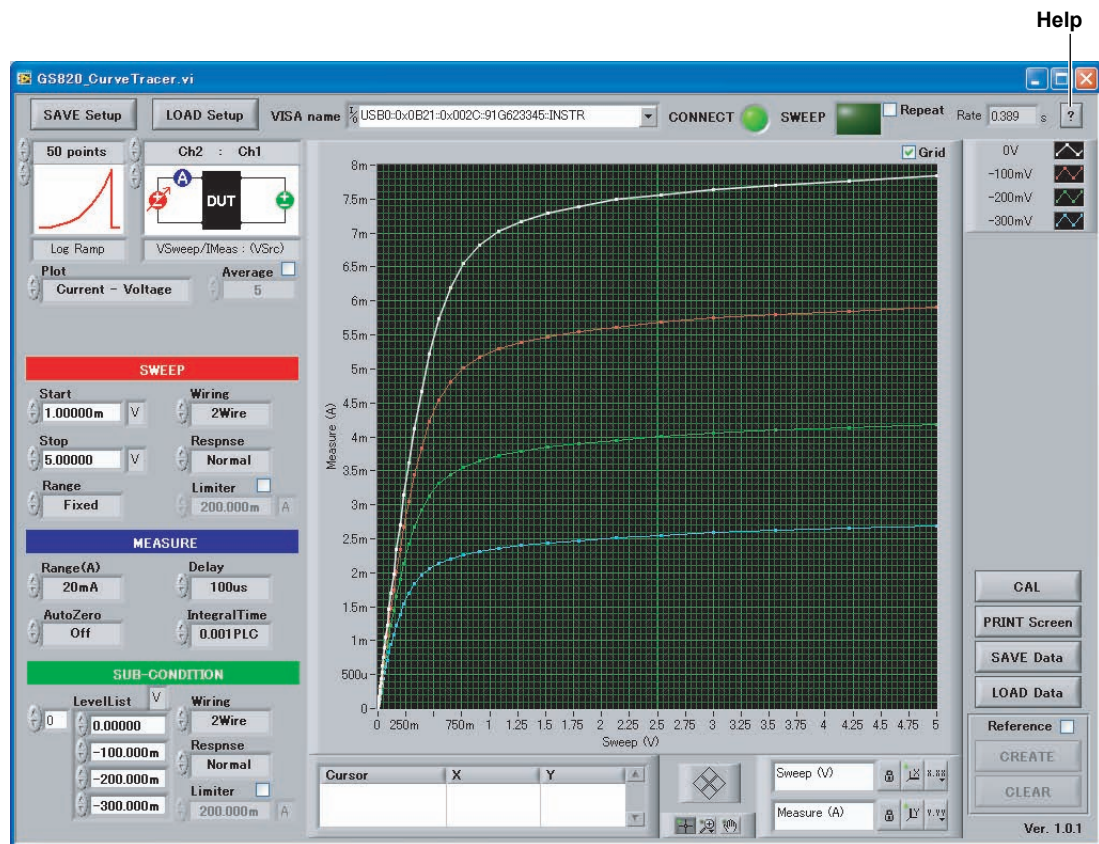 Help
GS820_CurveTracer.vi
SAVE Setup LOAD Setup VISA name I/O USB0::0x0B21::0x002C::91G623345::INSTR CONNECT SWEEP Repeat Rate 0.389 s ?
50 points Ch2 : Ch1
A DUT
Log Ramp VSweep/IMeas : (VSrc)
Plot Average
Current - Voltage 5
SWEEP
Start Wiring
1.00000m V 2Wire
Stop Respnse
5.00000 V Normal
Range Limiter
Fixed 200.000m A
MEASURE
Range(A) Delay
20mA 100us
AutoZero IntegralTime
Off 0.001PLC
SUB-CONDITION
LevelList V Wiring
0 0.00000 2Wire
-100.000m Respnse
-200.000m Normal
-300.000m Limiter
200.000m A
Grid
8m
7.5m
7m
6.5m
6m
5.5m
5m
4.5m
4m
3.5m
3m
2.5m
2m
1.5m
1m
500u
0
Measure (A)
0 250m 750m 1 1.25 1.5 1.75 2 2.25 2.5 2.75 3 3.25 3.5 3.75 4 4.25 4.5 4.75 5
Sweep (V)
Cursor X Y
Sweep (V) X X.XX
Measure (A) Y Y.YY
0V
-100mV
-200mV
-300mV
CAL
PRINT Screen
SAVE Data
LOAD Data
Reference
CREATE
CLEAR
Ver. 1.0.1